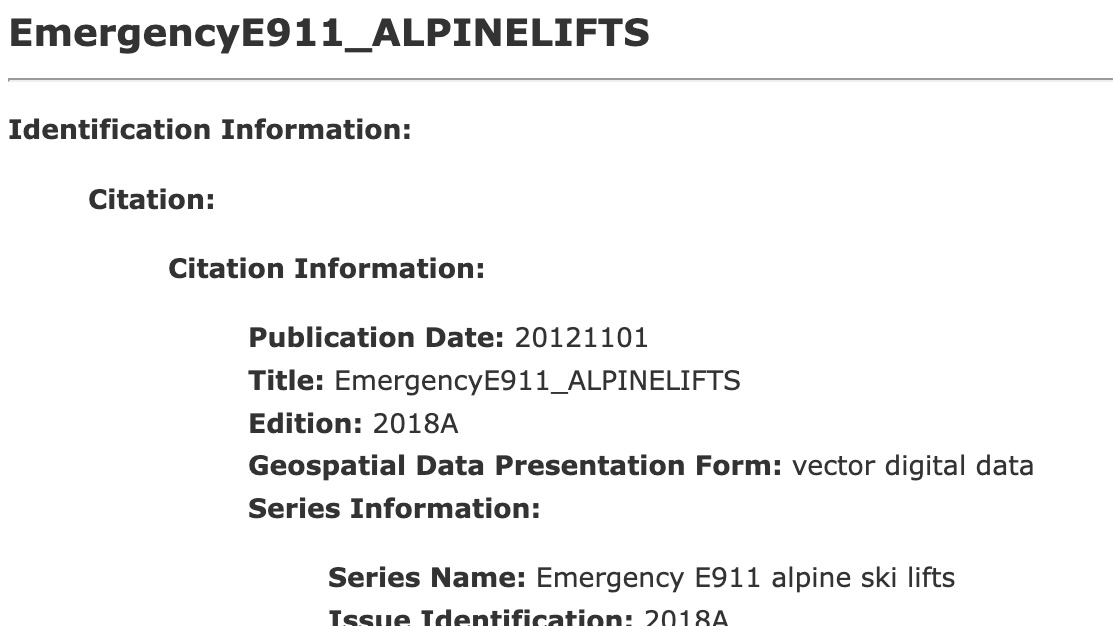 EmergencyE911_ALPINELIFTS
Identification Information:
Citation:
Citation Information:
Publication Date: 20121101
Title: EmergencyE911_ALPINELIFTS
Edition: 2018A
Geospatial Data Presentation Form: vector digital data
Series Information:
Series Name: Emergency E911 alpine ski lifts
Issue Identification: 2018A